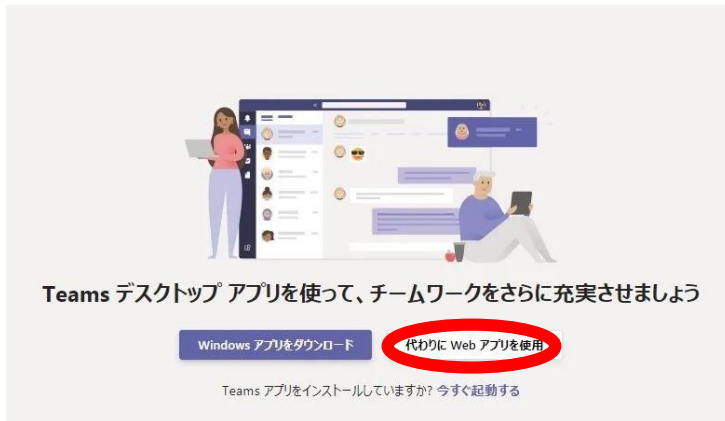 Teams デスクトップ アプリを使って、チームワークをさらに充実させましょう
Windows アプリをダウンロード
代わりに Web アプリを使用
Teams アプリをインストールしていますか? 今すぐ起動する